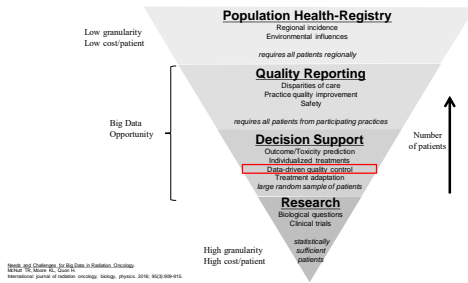 Population Health-Registry
Regional incidence
Environmental influences
requires all patients regionally
Low granularity
Low cost/patient
Quality Reporting
Disparities of care
Practice quality improvement
Safety
requires all patients from participating practices
Big Data
Opportunity
Decision Support
Outcome/Toxicity prediction
Individualized treatments
Data-driven quality control
Treatment adaptation
large random sample of patients
Number
of patients
Research
Biological questions
Clinical trials
statistically
sufficient
patients
High granularity
High cost/patient
Needs and Challenges for Big Data in Radiation Oncology.
McNutt TR, Moore KL, Quon H.
International journal of radiation oncology, biology, physics. 2016; 95(3):909-915.